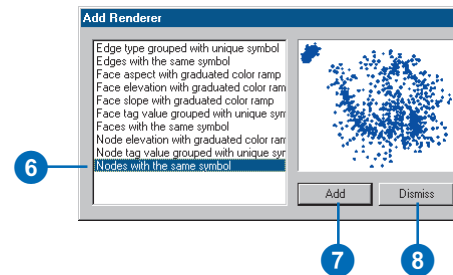 Add Renderer
Edge type grouped with unique symbol
Edges with the same symbol
Face aspect with graduated color ramp
Face elevation with graduated color ramp
Face slope with graduated color ramp
Face tag value grouped with unique sym
Faces with the same symbol
Node elevation with graduated color ram
Node tag value grouped with unique sym
Nodes with the same symbol
6
Add
Dismiss
7
8